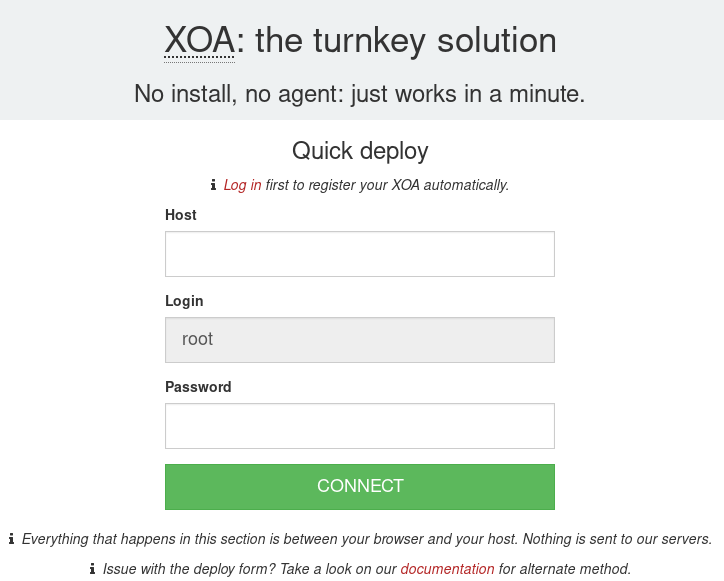 XOA: the turnkey solution
No install, no agent: just works in a minute.
Quick deploy
Log in first to register your XOA automatically.
Host
Login
root
Password
CONNECT
Everything that happens in this section is between your browser and your host. Nothing is sent to our servers.
Issue with the deploy form? Take a look on our documentation for alternate method.